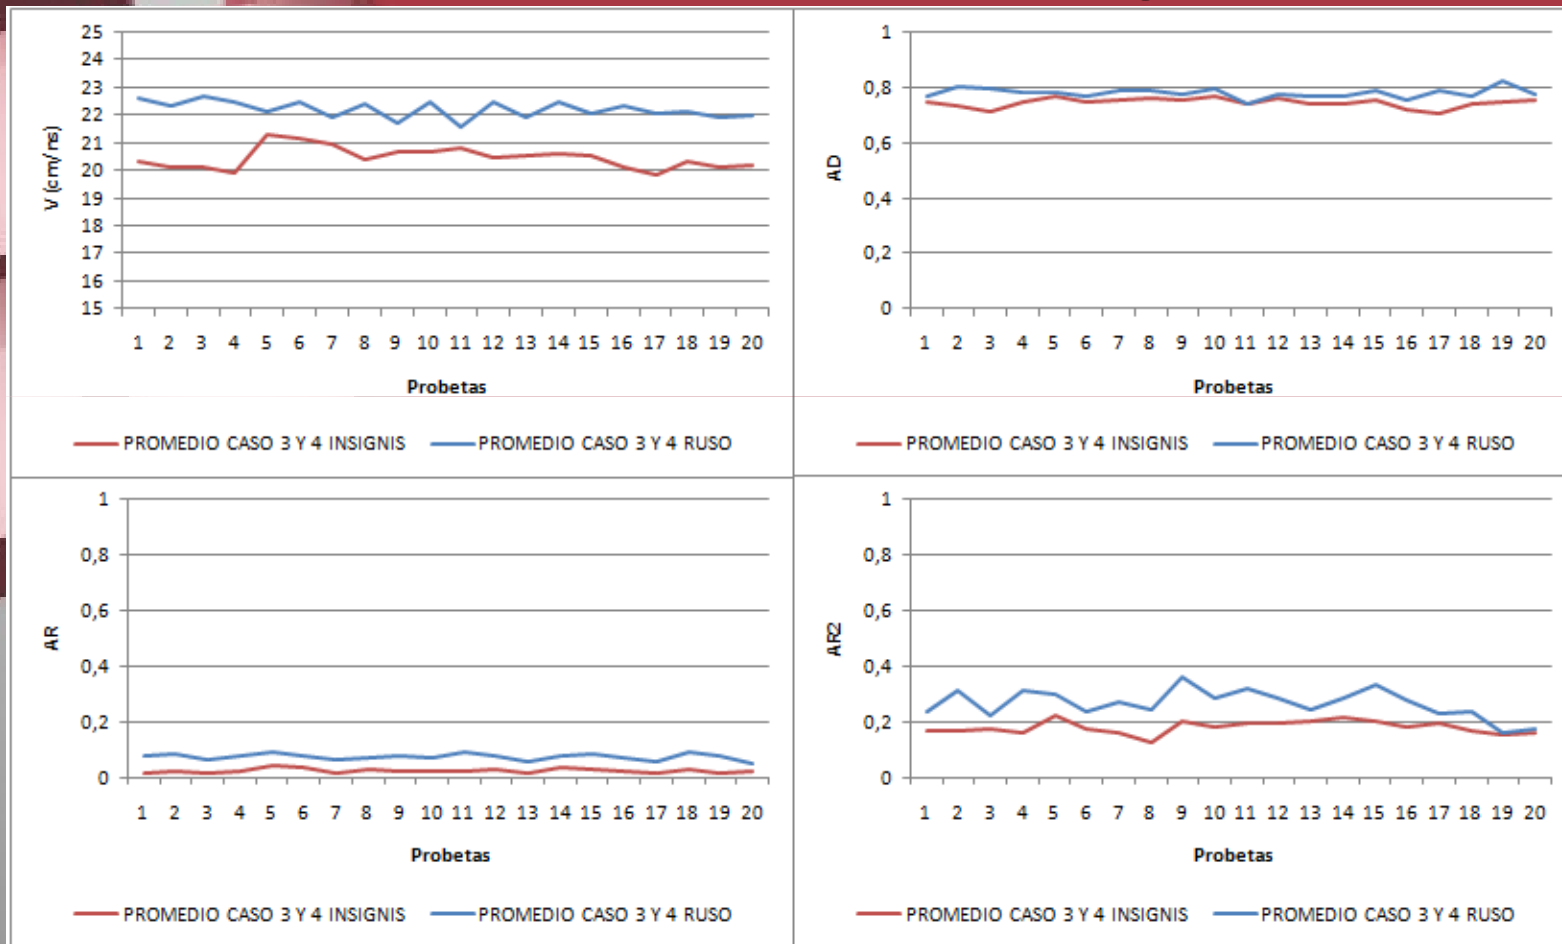 25
24
23
22
21
20
19
18
17
16
15
V (cm/ns)
1 2 3 4 5 6 7 8 9 10 11 12 13 14 15 16 17 18 19 20
Probetas
PROMEDIO CASO 3 Y 4 INSIGNIS PROMEDIO CASO 3 Y 4 RUSO
1
0,8
0,6
0,4
0,2
0
AD
1 2 3 4 5 6 7 8 9 10 11 12 13 14 15 16 17 18 19 20
Probetas
PROMEDIO CASO 3 Y 4 INSIGNIS PROMEDIO CASO 3 Y 4 RUSO
1
0,8
0,6
0,4
0,2
0
AR
1 2 3 4 5 6 7 8 9 10 11 12 13 14 15 16 17 18 19 20
Probetas
PROMEDIO CASO 3 Y 4 INSIGNIS PROMEDIO CASO 3 Y 4 RUSO
1
0,8
0,6
0,4
0,2
0
AR2
1 2 3 4 5 6 7 8 9 10 11 12 13 14 15 16 17 18 19 20
Probetas
PROMEDIO CASO 3 Y 4 INSIGNIS PROMEDIO CASO 3 Y 4 RUSO